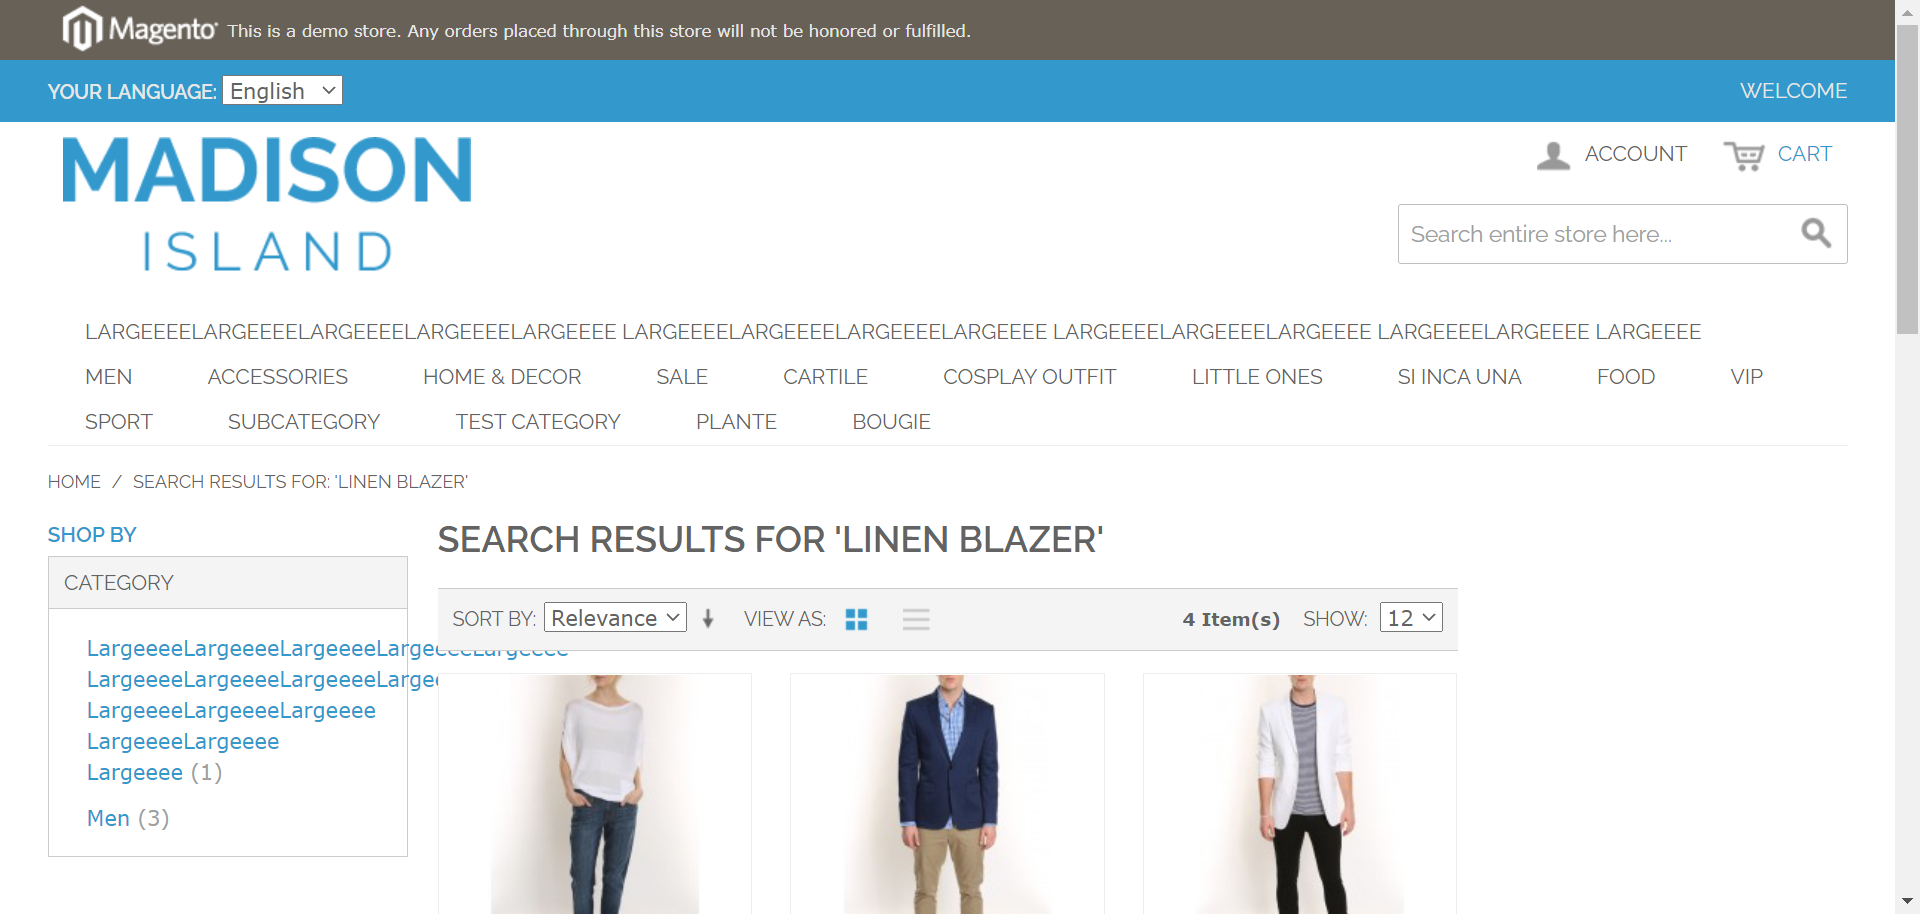 Magento® This is a demo store. Any orders placed through this store will not be honored or fulfilled.
YOUR LANGUAGE: English
WELCOME
MADISON
ISLAND
ACCOUNT
CART
Search entire store here...
LARGEEEELARGEEEELARGEEEELARGEEEELARGEEEE LARGEEEELARGEEEELARGEEEELARGEEEE LARGEEEELARGEEEELARGEEEE LARGEEEELARGEEEE LARGEEEE
MEN ACCESSORIES HOME & DECOR SALE CARTILE COSPLAY OUTFIT LITTLE ONES SI INCA UNA FOOD VIP
SPORT SUBCATEGORY TEST CATEGORY PLANTE BOUGIE
HOME / SEARCH RESULTS FOR: 'LINEN BLAZER'
SHOP BY
CATEGORY
LargeeeeLargeeeeLargeeeeLargeeeeLargeeee
LargeeeeLargeeeeLargeeeeLargee
LargeeeeLargeeeeLargeeee
LargeeeeLargeeee
Largeeee (1)
Men (3)
SEARCH RESULTS FOR 'LINEN BLAZER'
SORT BY: Relevance VIEW AS: 4 Item(s) SHOW: 12